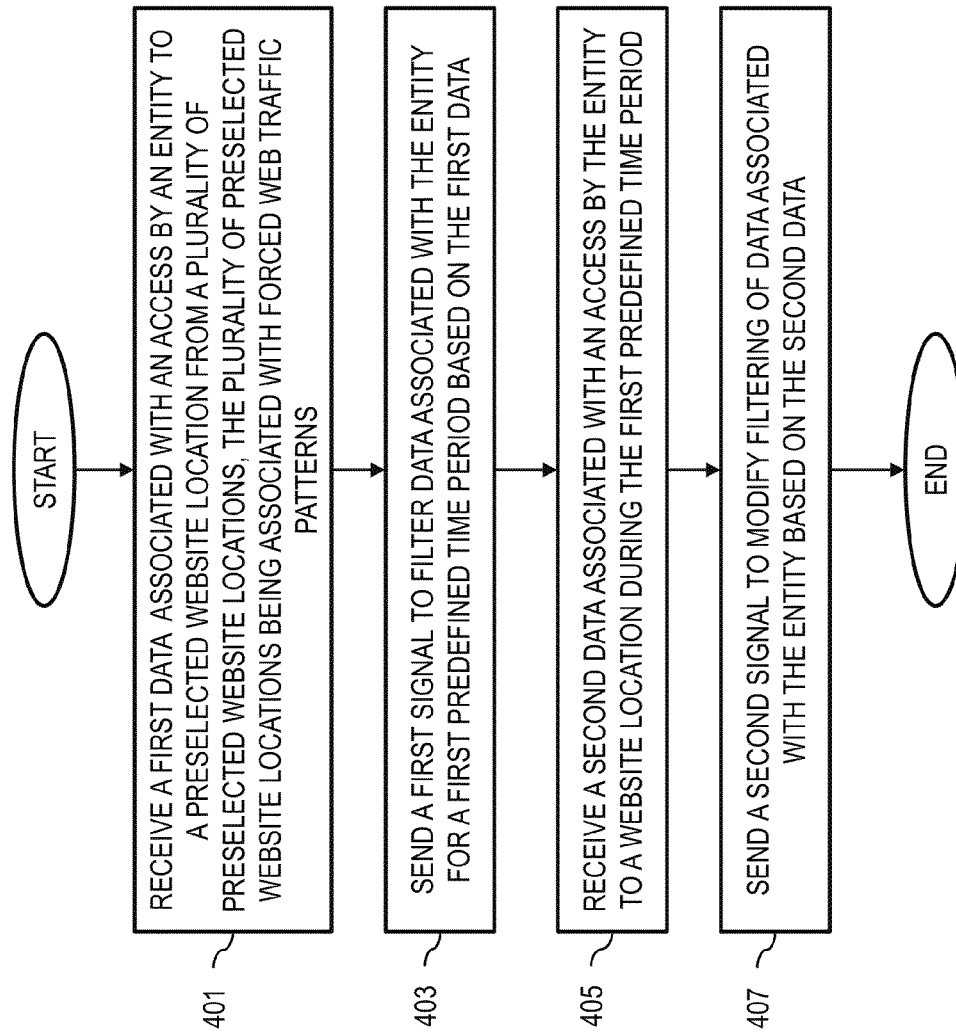 START
401
RECEIVE A FIRST DATA ASSOCIATED WITH AN ACCESS BY AN ENTITY TO
A PRESELECTED WEBSITE LOCATION FROM A PLURALITY OF
PRESELECTED WEBSITE LOCATIONS, THE PLURALITY OF PRESELECTED
WEBSITE LOCATIONS BEING ASSOCIATED WITH FORCED WEB TRAFFIC
PATTERNS
403
SEND A FIRST SIGNAL TO FILTER DATA ASSOCIATED WITH THE ENTITY
FOR A FIRST PREDEFINED TIME PERIOD BASED ON THE FIRST DATA
405
RECEIVE A SECOND DATA ASSOCIATED WITH AN ACCESS BY THE ENTITY
TO A WEBSITE LOCATION DURING THE FIRST PREDEFINED TIME PERIOD
407
SEND A SECOND SIGNAL TO MODIFY FILTERING OF DATA ASSOCIATED
WITH THE ENTITY BASED ON THE SECOND DATA
END